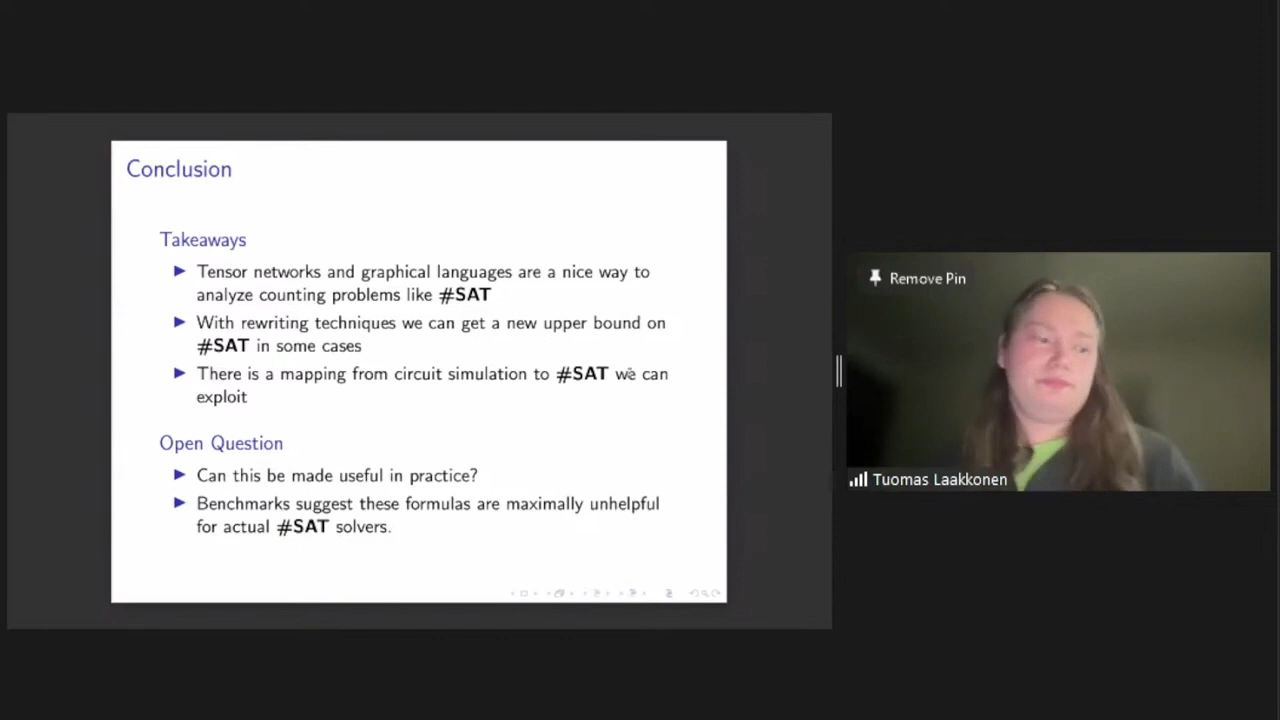 Conclusion
Takeaways
Tensor networks and graphical languages are a nice way to
analyze counting problems like #SAT
With rewriting techniques we can get a new upper bound on
#SAT in some cases
There is a mapping from circuit simulation to #SAT we can
exploit
Open Question
Can this be made useful in practice?
Benchmarks suggest these formulas are maximally unhelpful
for actual #SAT solvers.
Remove Pin
Tuomas Laakkonen